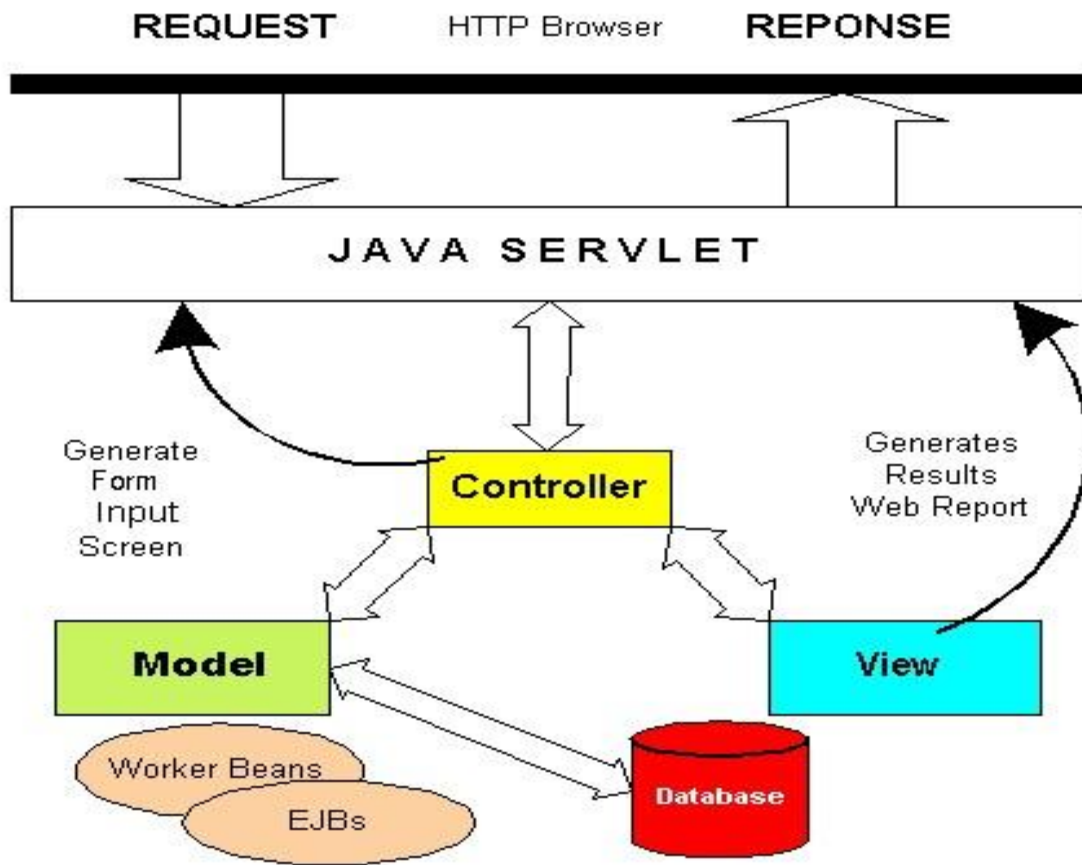 REQUEST HTTP Browser REPONSE
JAVA SERVLET
Generate
Form
Input
Screen
Controller
Generates
Results
Web Report
Model
View
Worker Beans
EJBs
Database